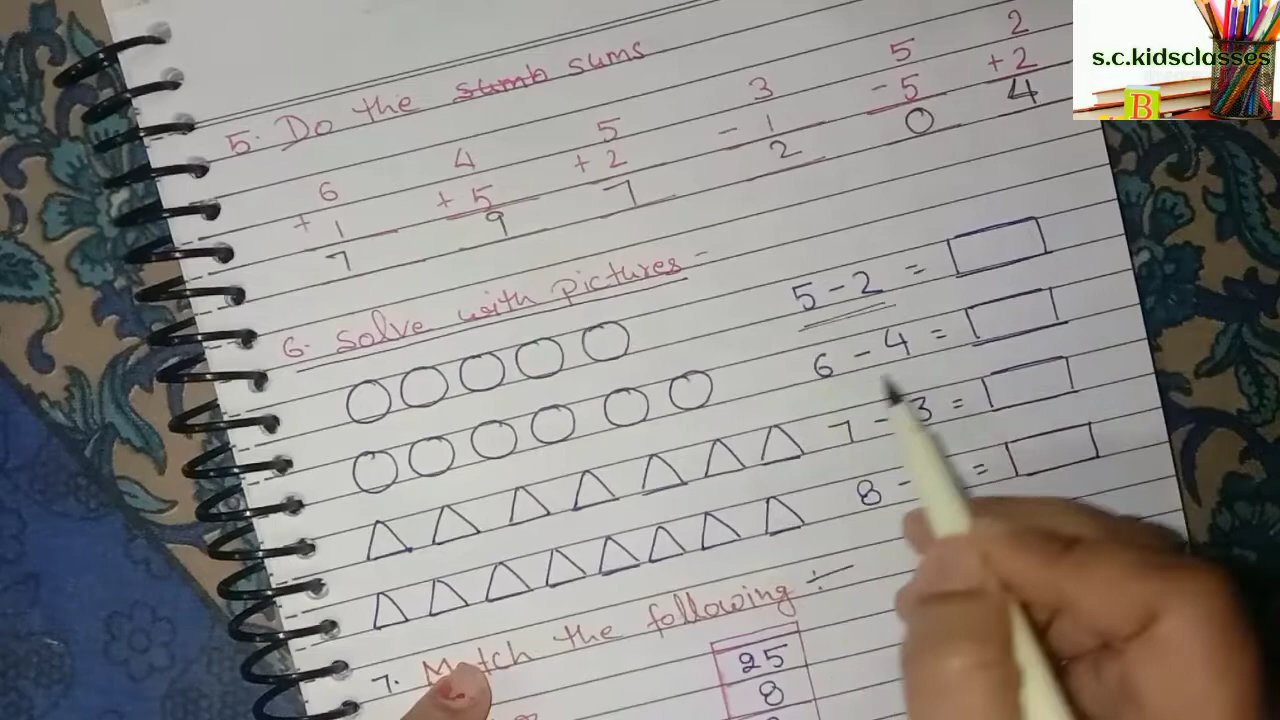 s.c.kidsclasses
B
5. Do the sumb sums
6 4 5 3 5 2
+ 1 + 5 + 2 - 1 - 5 + 2
7 9 7 2 0 4
6. Solve with pictures -
5 - 2 =
6 - 4 =
7 - 3 =
8 - =
7. Match the following :-
25
8